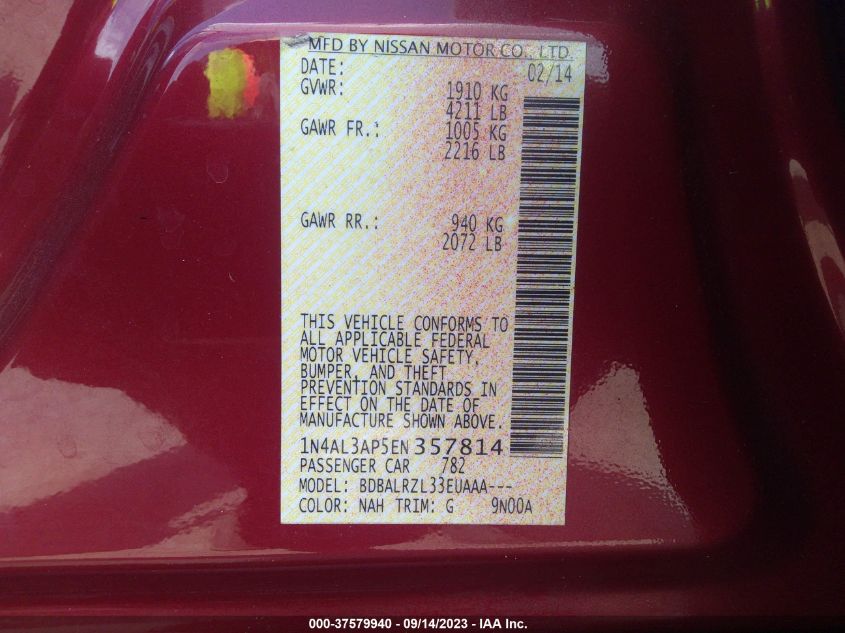 MFD BY NISSAN MOTOR CO., LTD.
DATE: 02/14
GVWR: 1910 KG
4211 LB
GAWR FR.: 1005 KG
2216 LB
GAWR RR.: 940 KG
2072 LB
THIS VEHICLE CONFORMS TO
ALL APPLICABLE FEDERAL
MOTOR VEHICLE SAFETY,
BUMPER, AND THEFT
PREVENTION STANDARDS IN
EFFECT ON THE DATE OF
MANUFACTURE SHOWN ABOVE.
1N4AL3AP5EN357814
PASSENGER CAR 782
MODEL: BDBALRZL33EUAAA---
COLOR: NAH TRIM: G 9N00A
000-37579940 - 09/14/2023 - IAA Inc.